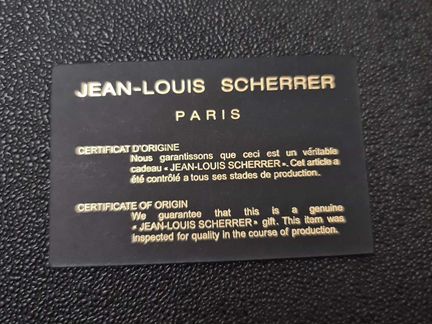 JEAN-LOUIS SCHERRER
PARIS
CERTIFICAT D'ORIGINE
Nous garantissons que ceci est un véritable
cadeau « JEAN-LOUIS SCHERRER ». Cet article a
été contrôlé a tous ses stades de production.
CERTIFICATE OF ORIGIN
We guarantee that this is a genuine
« JEAN-LOUIS SCHERRER » gift. This item was
inspected for quality in the course of production.